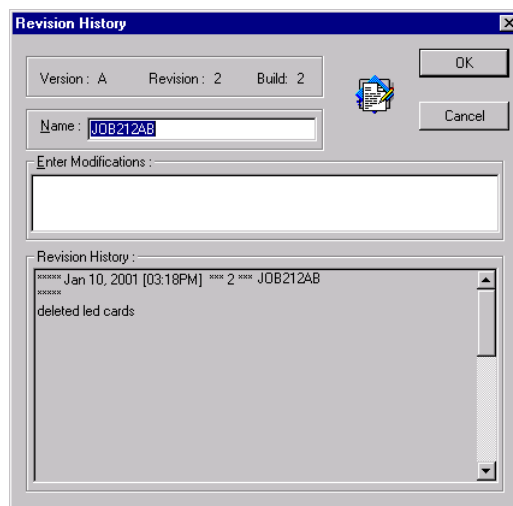 Revision History
Version : A Revision : 2 Build: 2
OK
Name : JOB212AB
Cancel
Enter Modifications :
Revision History :
***** Jan 10, 2001 [03:18PM] *** 2 *** JOB212AB
*****
deleted led cards